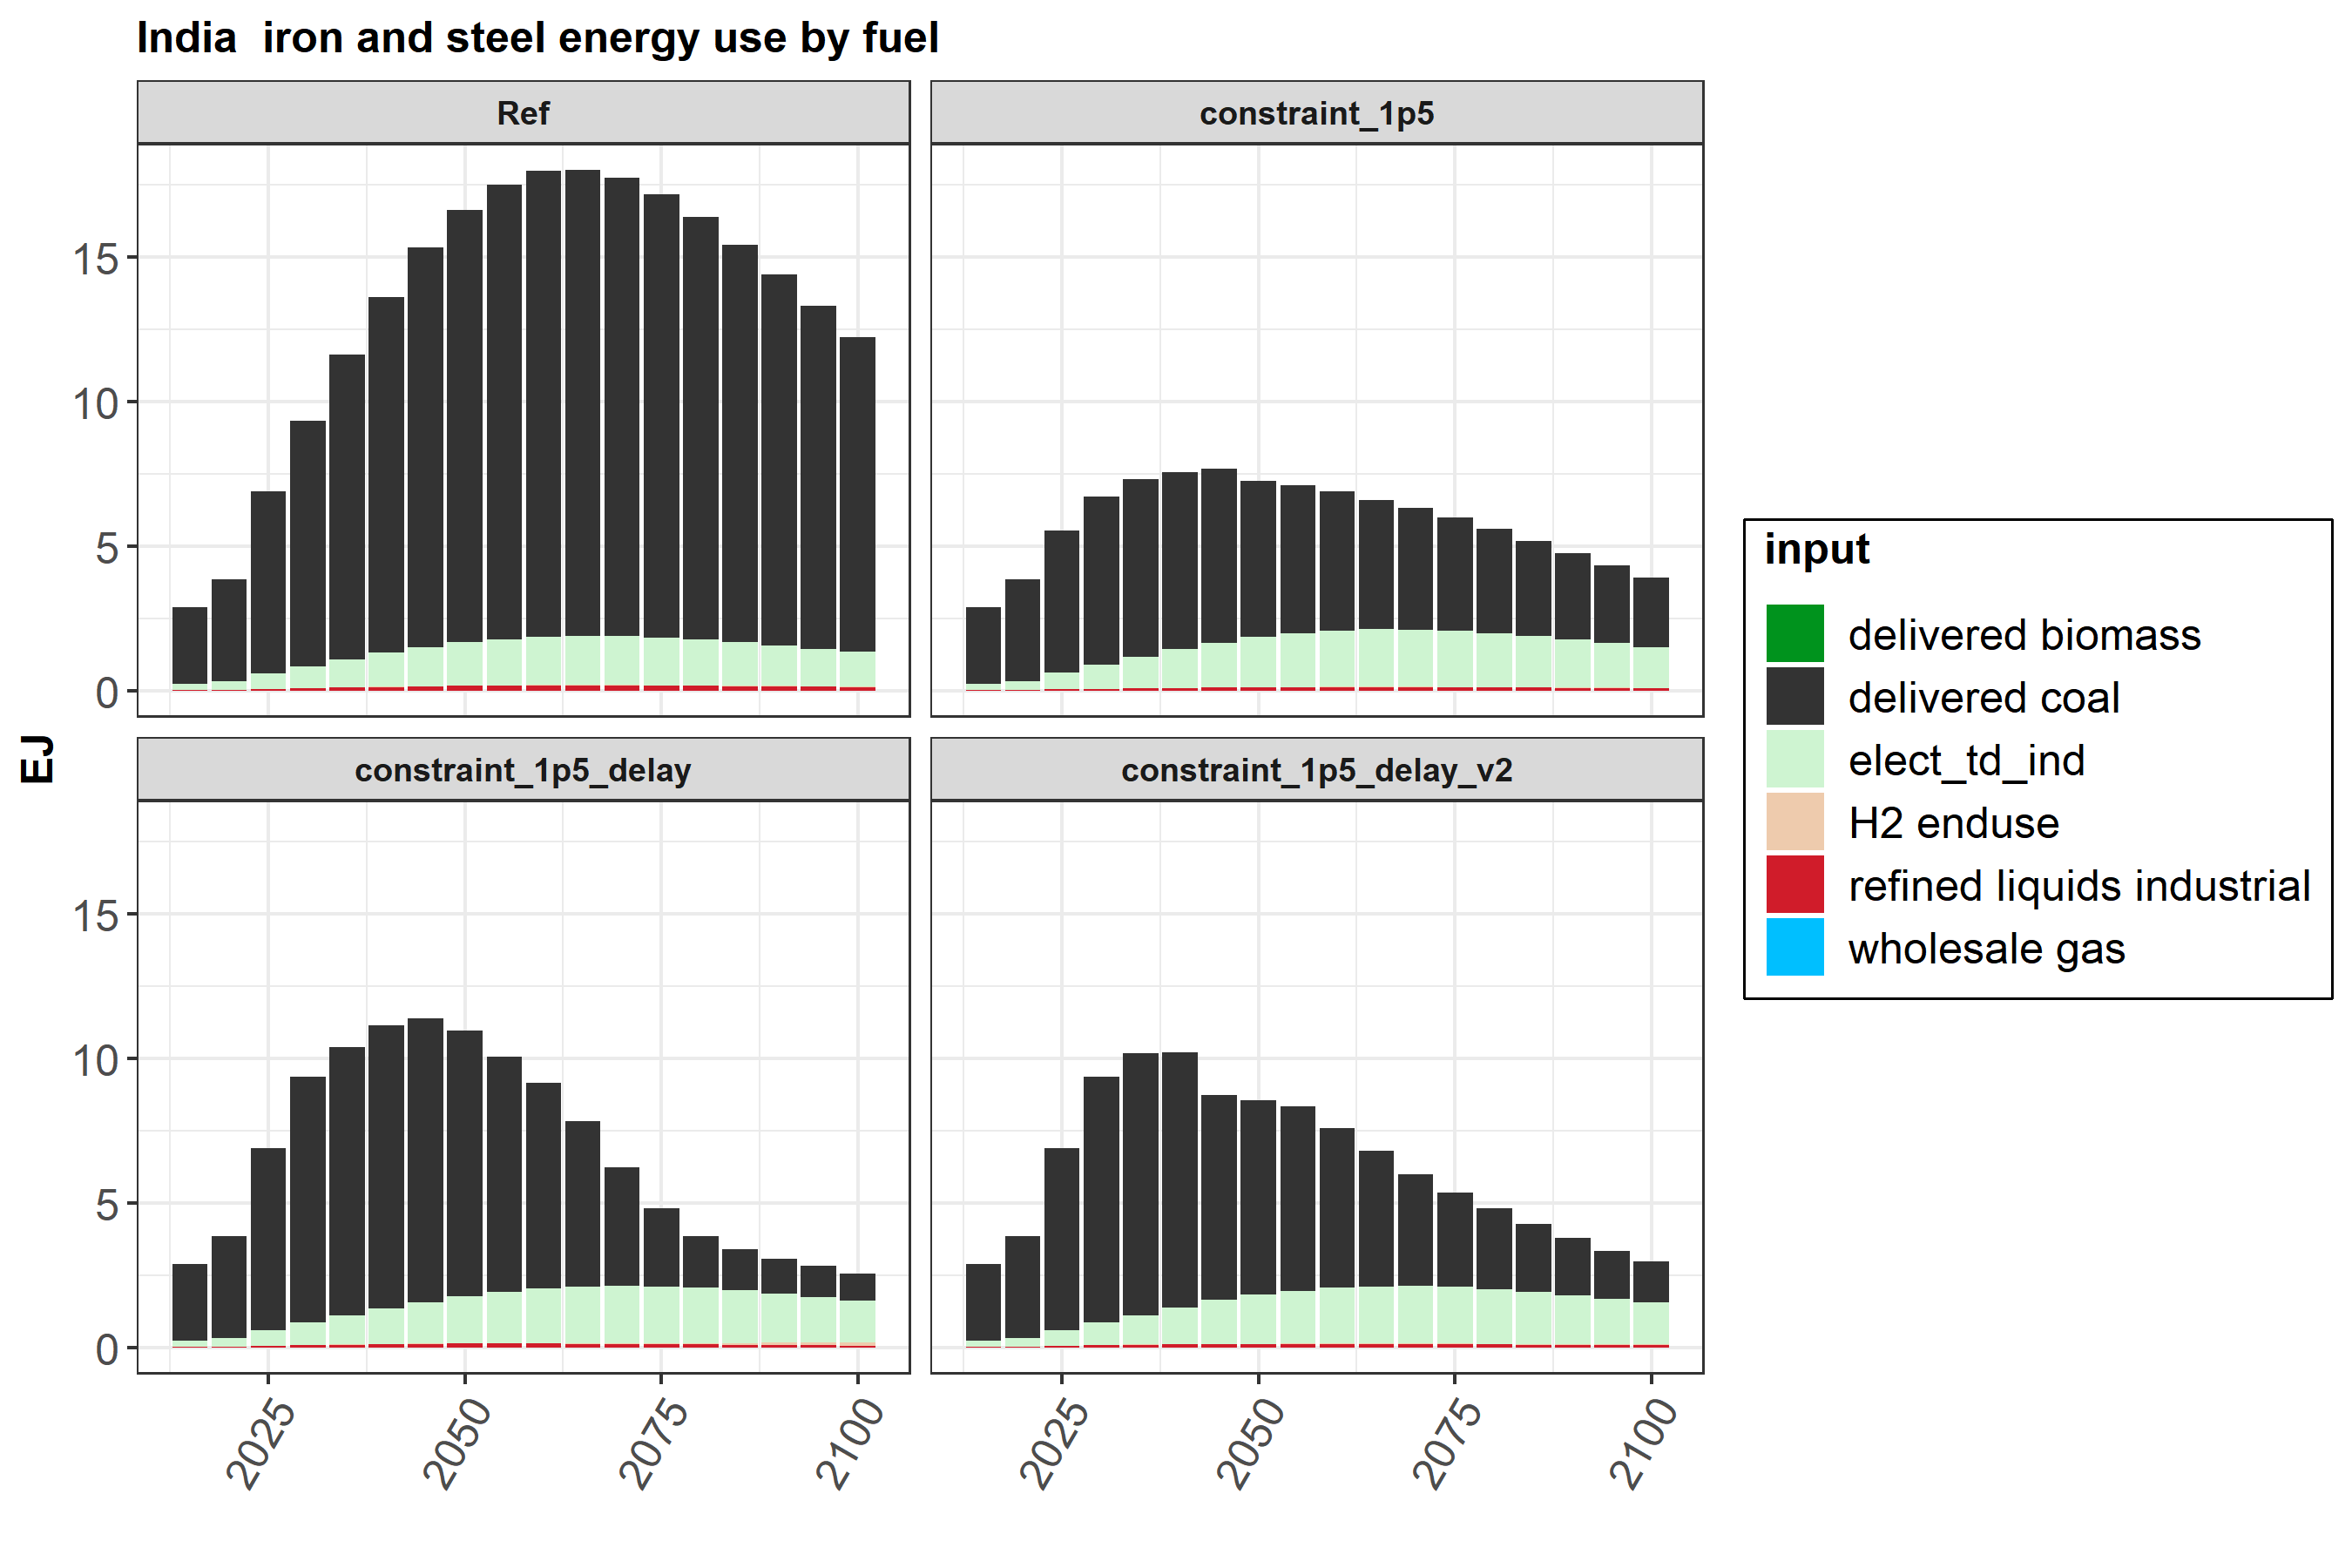 India  iron and steel energy use by fuel
Ref
constraint_1p5
15
10
5
0
EJ
constraint_1p5_delay
constraint_1p5_delay_v2
15
10
5
0
2025
2050
2075
2100
2025
2050
2075
2100
input
delivered biomass
delivered coal
elect_td_ind
H2 enduse
refined liquids industrial
wholesale gas